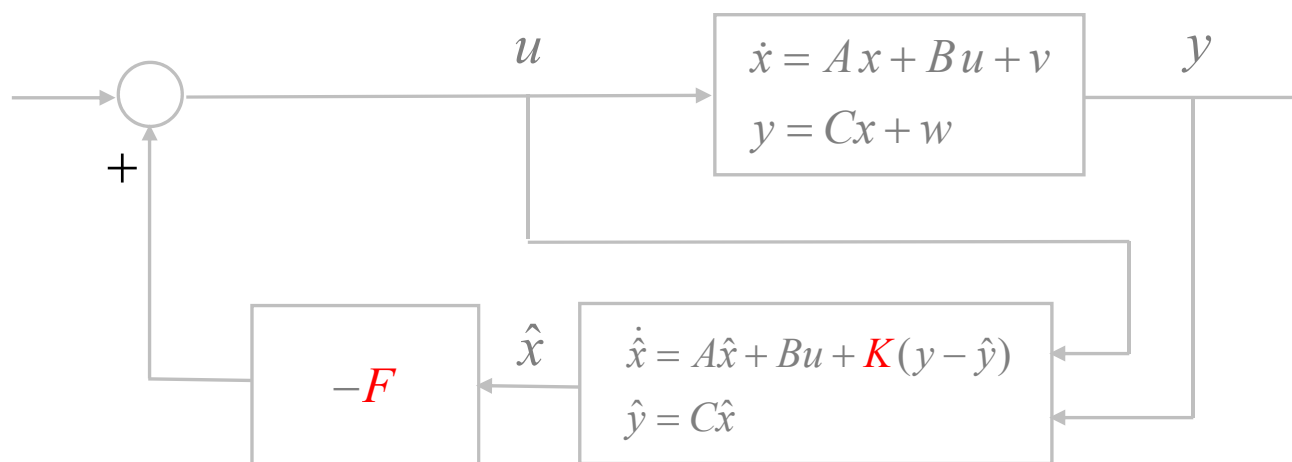 u
ẋ = Ax + Bu + v
y = Cx + w
y
+
−F
x̂
x̂̇ = Ax̂ + Bu + K(y − ŷ)
ŷ = Cx̂